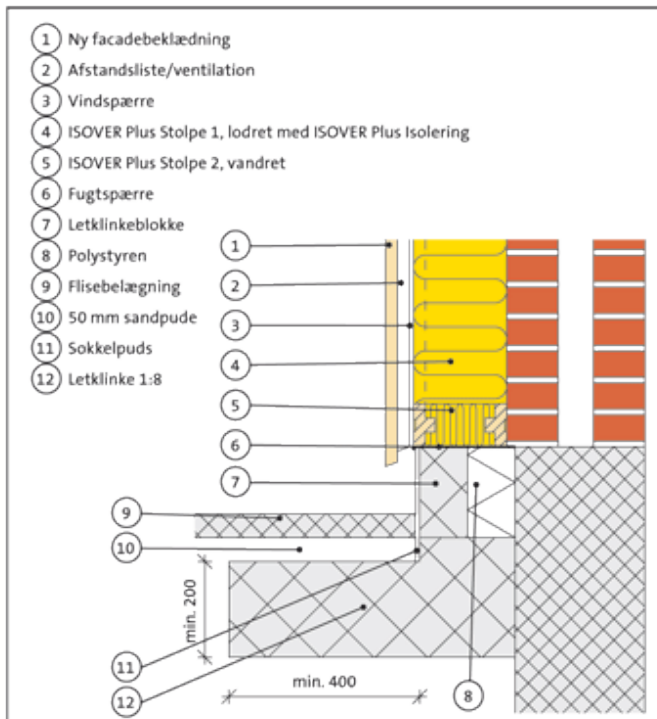 1 Ny facadebeklædning
2 Afstandsliste/ventilation
3 Vindspærre
4 ISOVER Plus Stolpe 1, lodret med ISOVER Plus Isolering
5 ISOVER Plus Stolpe 2, vandret
6 Fugtspærre
7 Letklinkeblokke
8 Polystyren
9 Flisebelægning
10 50 mm sandpude
11 Sokkelpuds
12 Letklinke 1:8
1
2
3
4
5
6
7
9
10
min. 200
11
min. 400
12
8